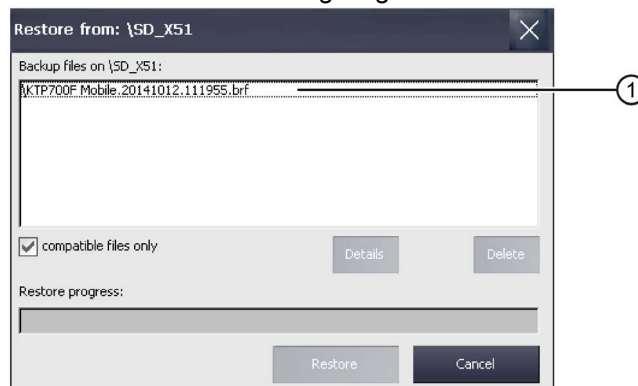 Restore from: \SD_X51
Backup files on \SD_X51:
\KTP700F Mobile.20141012.111955.brf
1
compatible files only
Details
Delete
Restore progress:
Restore
Cancel